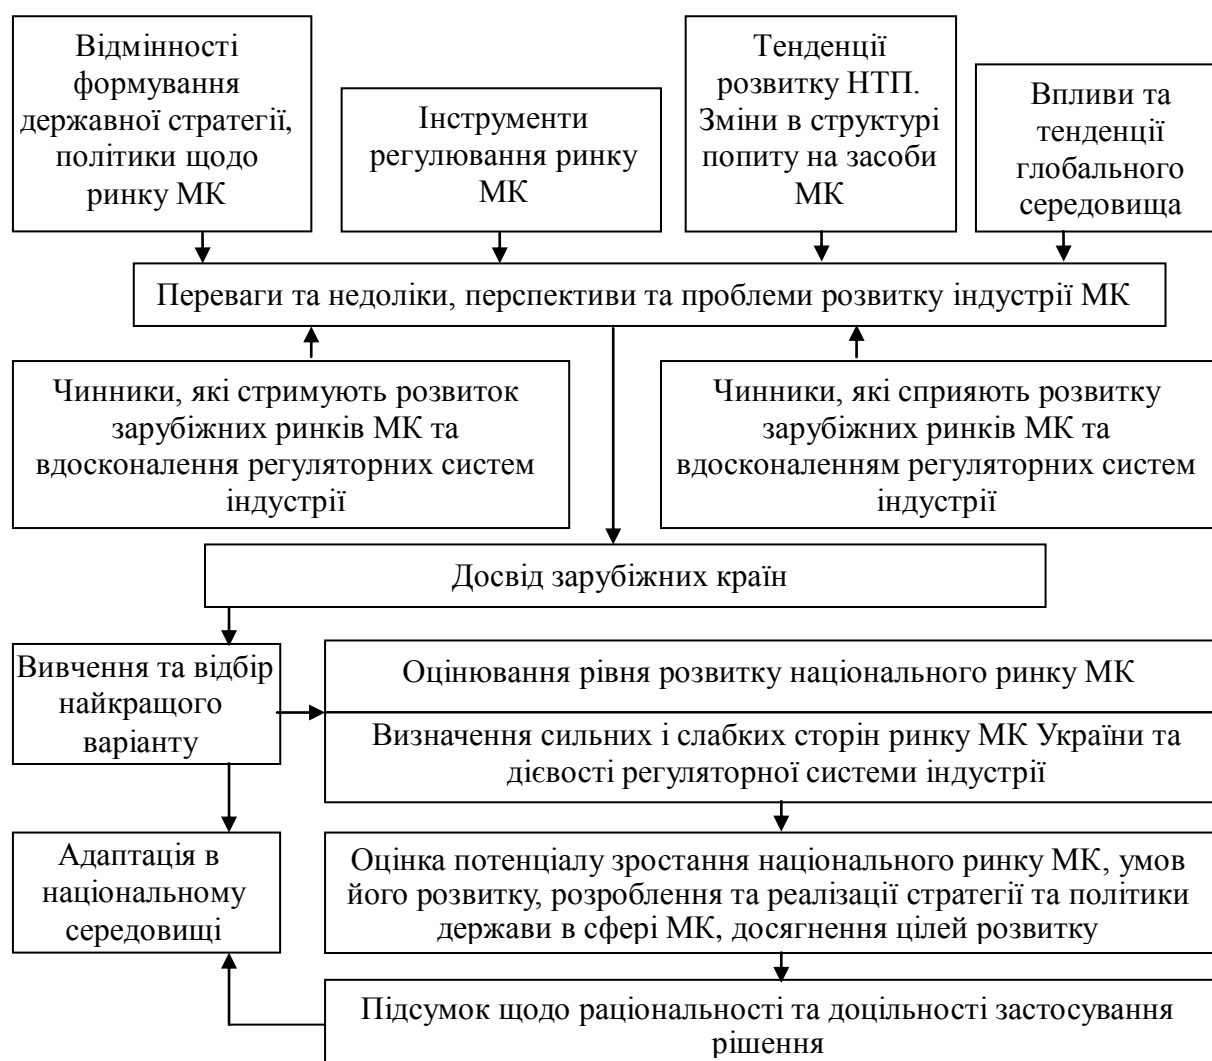 Відмінності
формування
державної стратегії,
політики щодо
ринку МК
Інструменти
регулювання ринку
МК
Тенденції
розвитку НТП.
Зміни в структурі
попиту на засоби
МК
Впливи та
тенденції
глобального
середовища
Переваги та недоліки, перспективи та проблеми розвитку індустрії МК
Чинники, які стримують розвиток
зарубіжних ринків МК та
вдосконалення регуляторних систем
індустрії
Чинники, які сприяють розвитку
зарубіжних ринків МК та
вдосконаленням регуляторних систем
індустрії
Досвід зарубіжних країн
Вивчення та відбір
найкращого
варіанту
Оцінювання рівня розвитку національного ринку МК
Визначення сильних і слабких сторін ринку МК України та
дієвості регуляторної системи індустрії
Адаптація в
національному
середовищі
Оцінка потенціалу зростання національного ринку МК, умов
його розвитку, розроблення та реалізації стратегії та політики
держави в сфері МК, досягнення цілей розвитку
Підсумок щодо раціональності та доцільності застосування
рішення